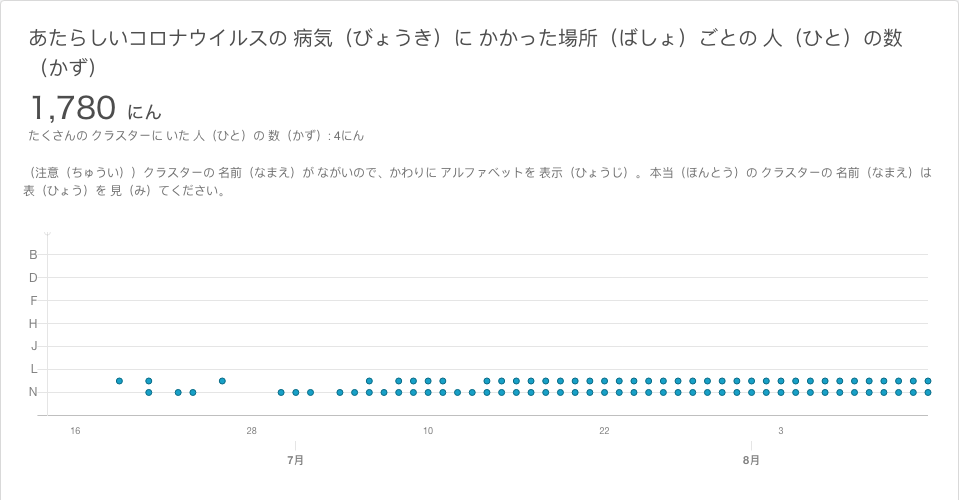 あたらしいコロナウイルスの 病気（びょうき）に かかった場所（ばしょ）ごとの 人（ひと）の数
（かず）
1,780 にん
たくさんの クラスターに いた 人（ひと）の 数（かず）: 4にん
（注意（ちゅうい））クラスターの 名前（なまえ）が ながいので、かわりに アルファベットを 表示（ひょうじ）。 本当（ほんとう）の クラスターの 名前（なまえ）は
表（ひょう）を 見（み）てください。
B
D
F
H
J
L
N
16 28 10 22 3
7月 8月